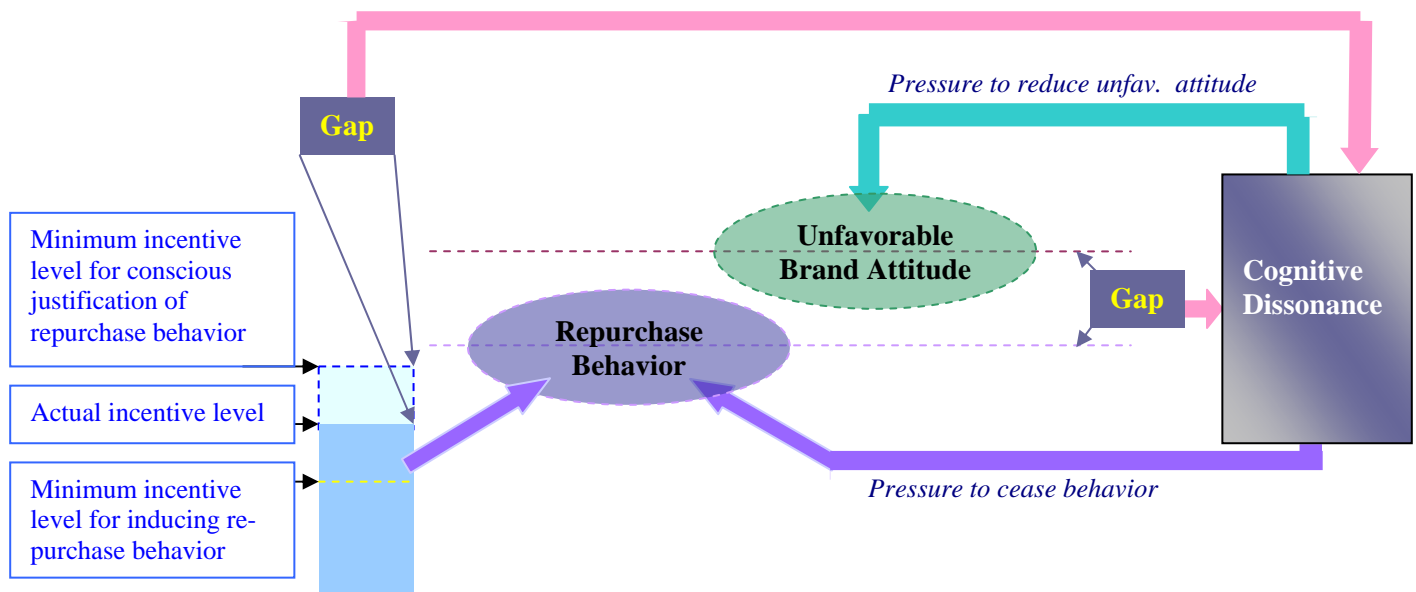 Pressure to reduce unfav. attitude
Gap
Minimum incentive
level for conscious
justification of
repurchase behavior
Unfavorable
Brand Attitude
Gap
Cognitive
Dissonance
Repurchase
Behavior
Actual incentive level
Minimum incentive
level for inducing re-
purchase behavior
Pressure to cease behavior